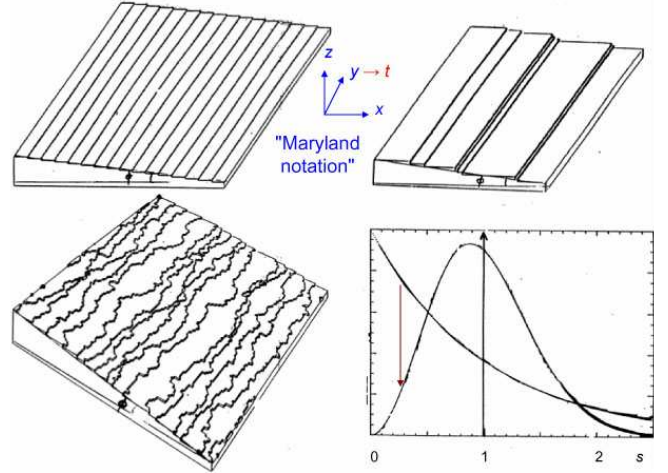 z
y → t
x
"Maryland
notation"
ϕ
ϕ
ϕ
0 1 2 s